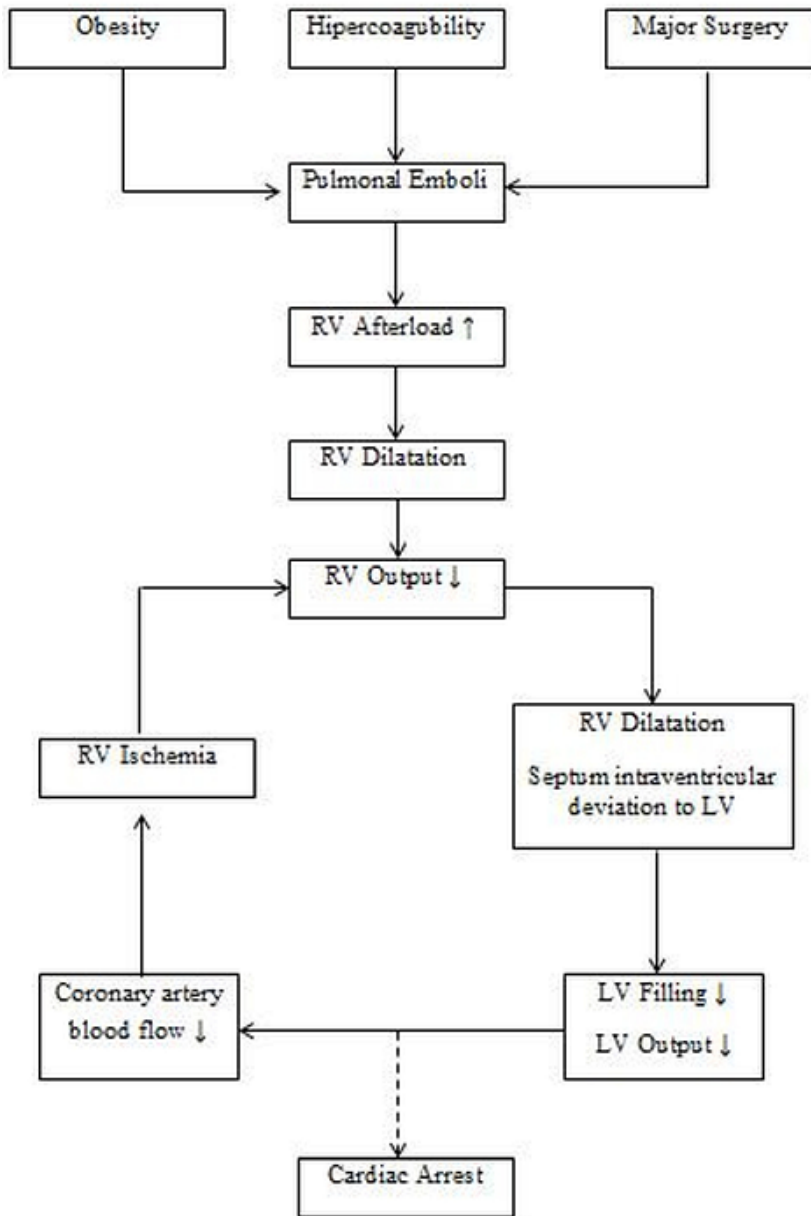 Obesity
Hipercoagubility
Major Surgery
Pulmonal Emboli
RV Afterload ↑
RV Dilatation
RV Output ↓
RV Dilatation
Septum intraventricular
deviation to LV
RV Ischemia
Coronary artery
blood flow ↓
LV Filling ↓
LV Output ↓
Cardiac Arrest